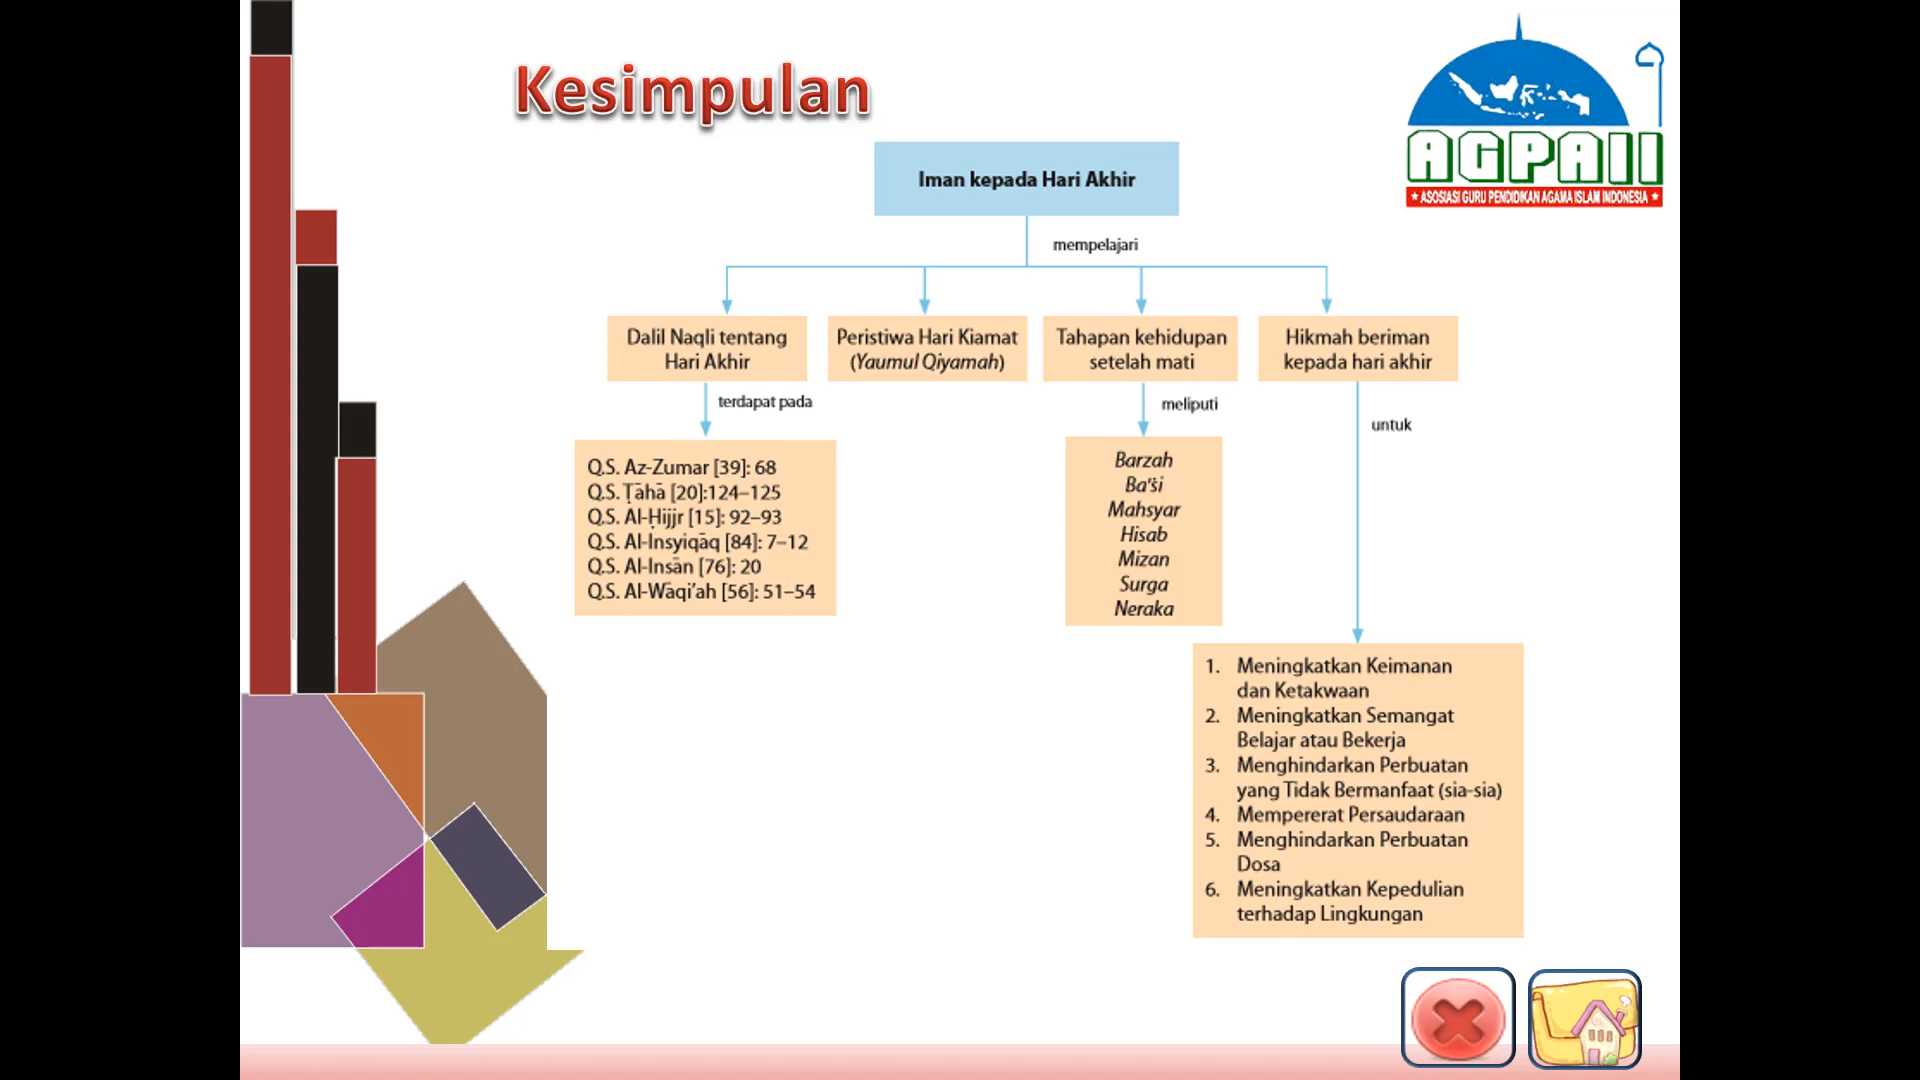 Kesimpulan
AGPAII
★ ASOSIASI GURU PENDIDIKAN AGAMA ISLAM INDONESIA ★
Iman kepada Hari Akhir
mempelajari
Dalil Naqli tentang
Hari Akhir
Peristiwa Hari Kiamat
(Yaumul Qiyamah)
Tahapan kehidupan
setelah mati
Hikmah beriman
kepada hari akhir
terdapat pada
meliputi
untuk
Q.S. Az-Zumar [39]: 68
Q.S. Ṭāhā [20]:124–125
Q.S. Al-Ḥijjr [15]: 92–93
Q.S. Al-Insyiqāq [84]: 7–12
Q.S. Al-Insān [76]: 20
Q.S. Al-Wāqi’ah [56]: 51–54
Barzah
Ba’ṡi
Mahsyar
Hisab
Mizan
Surga
Neraka
1. Meningkatkan Keimanan
dan Ketakwaan
2. Meningkatkan Semangat
Belajar atau Bekerja
3. Menghindarkan Perbuatan
yang Tidak Bermanfaat (sia-sia)
4. Mempererat Persaudaraan
5. Menghindarkan Perbuatan
Dosa
6. Meningkatkan Kepedulian
terhadap Lingkungan